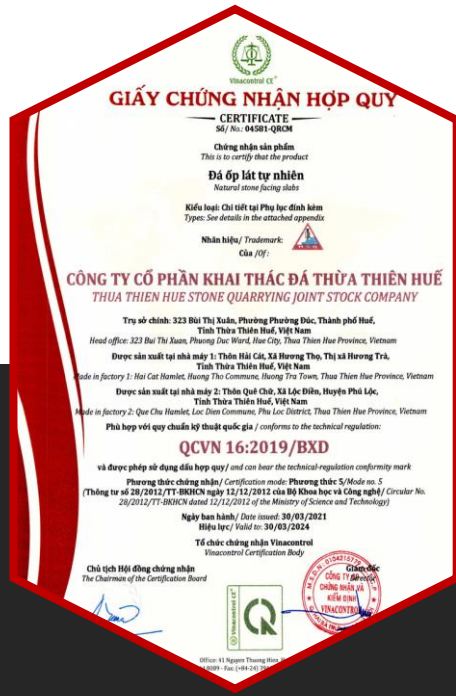 Vinacontrol CE
GIẤY CHỨNG NHẬN HỢP QUY
CERTIFICATE
Số/ No.: 04581-QRCM
Chứng nhận sản phẩm
This is to certify that the product
Đá ốp lát tự nhiên
Natural stone facing slabs
Kiểu loại: Chi tiết tại Phụ lục đính kèm
Types: See details in the attached appendix
Nhãn hiệu/ Trademark:
Của /Of:
CÔNG TY CỔ PHẦN KHAI THÁC ĐÁ THỪA THIÊN HUẾ
THUA THIEN HUE STONE QUARRYING JOINT STOCK COMPANY
Trụ sở chính: 323 Bùi Thị Xuân, Phường Phường Đúc, Thành phố Huế,
Tỉnh Thừa Thiên Huế, Việt Nam
Head office: 323 Bui Thi Xuan, Phuong Duc Ward, Hue City, Thua Thien Hue Province, Vietnam
Được sản xuất tại nhà máy 1: Thôn Hải Cát, Xã Hương Thọ, Thị xã Hương Trà,
Tỉnh Thừa Thiên Huế, Việt Nam
Made in factory 1: Hai Cat Hamlet, Huong Tho Commune, Huong Tra Town, Thua Thien Hue Province, Vietnam
Được sản xuất tại nhà máy 2: Thôn Quê Chữ, Xã Lộc Điền, Huyện Phú Lộc,
Tỉnh Thừa Thiên Huế, Việt Nam
Made in factory 2: Que Chu Hamlet, Loc Dien Commune, Phu Loc District, Thua Thien Hue Province, Vietnam
Phù hợp với quy chuẩn kỹ thuật quốc gia / conforms to the technical regulation:
QCVN 16:2019/BXD
và được phép sử dụng dấu hợp quy/ and can bear the technical-regulation conformity mark
Phương thức chứng nhận/ Certification mode: Phương thức 5/Mode no. 5
(Thông tư số 28/2012/TT-BKHCN ngày 12/12/2012 của Bộ Khoa học và Công nghệ/ Circular No.
28/2012/TT-BKHCN dated 12/12/2012 of the Ministry of Science and Technology)
Ngày ban hành/ Date issued: 30/03/2021
Hiệu lực/ Valid to: 30/03/2024
Tổ chức chứng nhận Vinacontrol
Vinacontrol Certification Body
Chủ tịch Hội đồng chứng nhận
The Chairman of the Certification Board
Giám đốc
Director
CÔNG TY
CHỨNG NHẬN VÀ
KIỂM ĐỊNH
VINACONTROL
Vinacontrol CE
Office: 41 Nguyen Thuong Hien